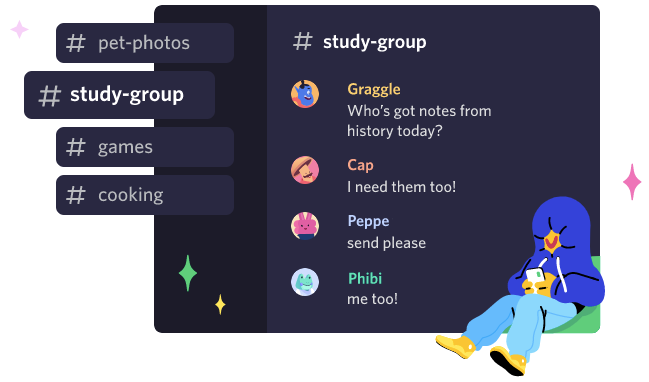 # pet-photos
# study-group
# games
# cooking
# study-group
Graggle
Who's got notes from
history today?
Cap
I need them too!
Peppe
send please
Phibi
me too!